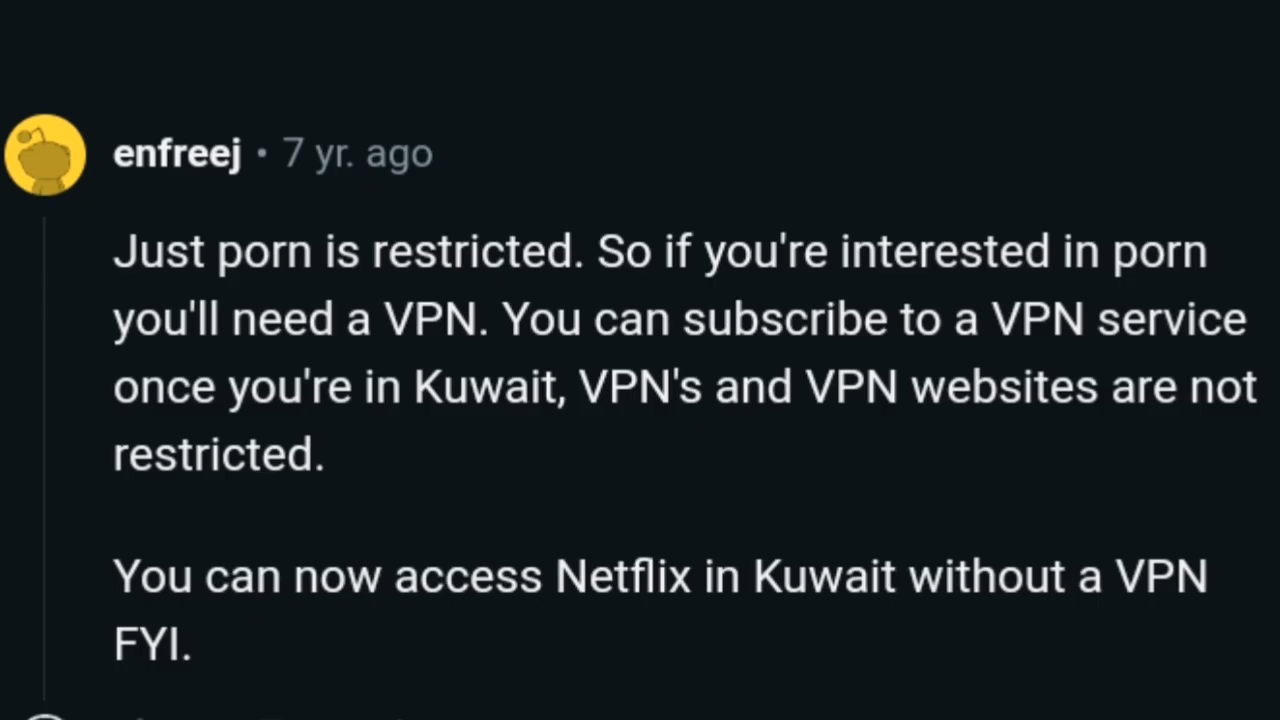 enfreej • 7 yr. ago
Just porn is restricted. So if you're interested in porn
you'll need a VPN. You can subscribe to a VPN service
once you're in Kuwait, VPN's and VPN websites are not
restricted.
You can now access Netflix in Kuwait without a VPN
FYI.